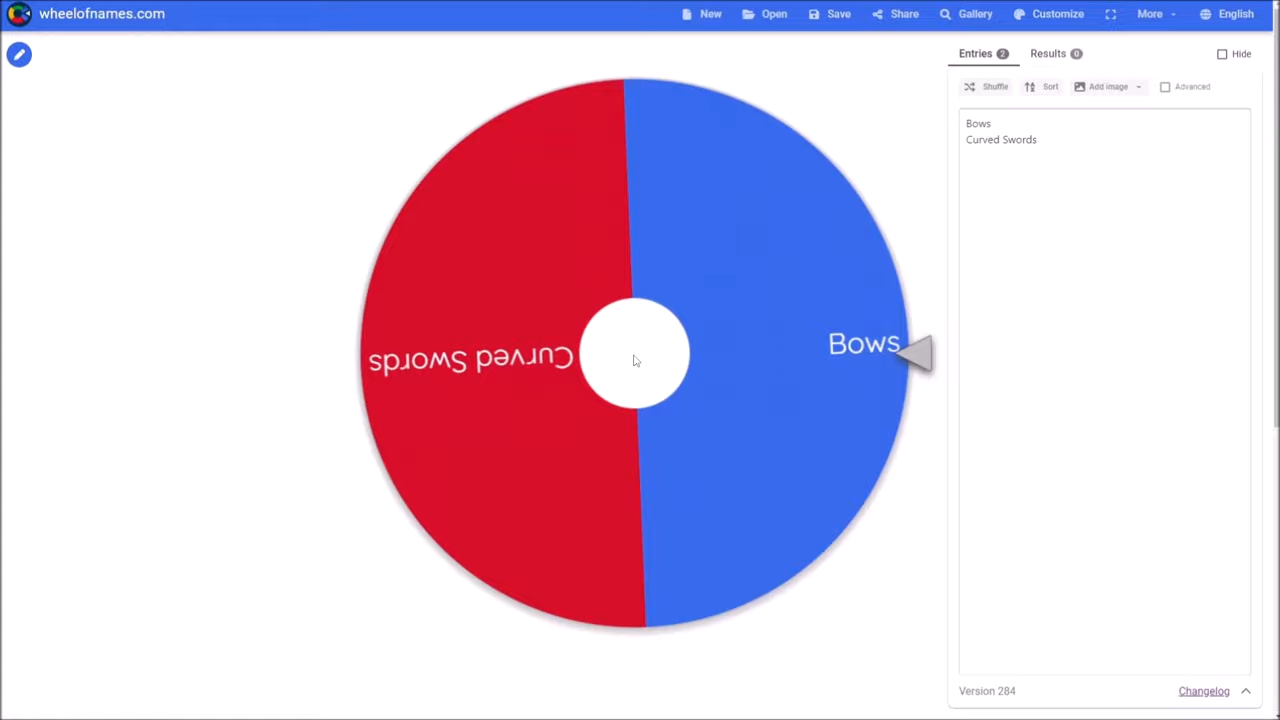 wheelofnames.com
New
Open
Save
Share
Gallery
Customize
More
English
Entries 2
Results 0
Hide
Shuffle
Sort
Add image
Advanced
Bows
Curved Swords
Curved Swords
Bows
Version 284
Changelog